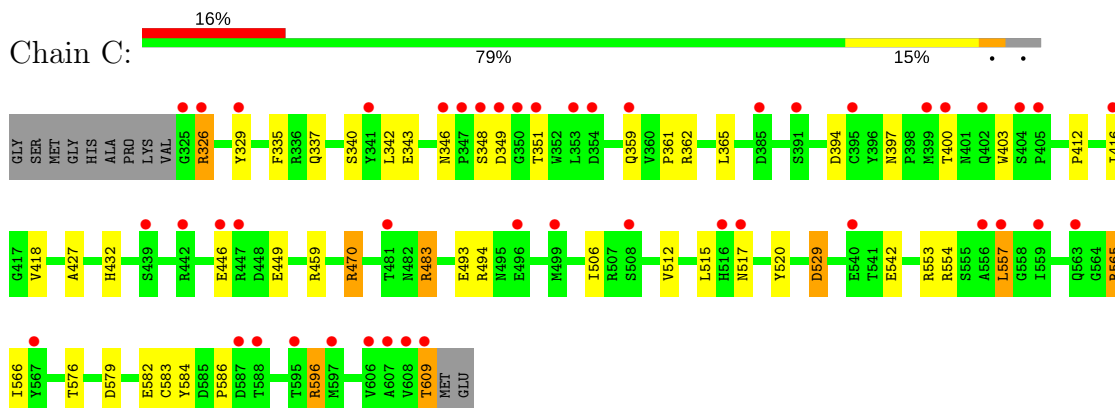 16%
Chain C:
79% 15% • •
GLY SER MET GLY HIS ALA PRO LYS VAL G325 R326 Y329 F335 R336 Q337 S340 Y341 L342 E343 N346 P347 S348 D349 G350 T351 W352 L353 D354 Q359 V360 P361 R362 L365 D385 S391 D394 C395 Y396 N397 P398 M399 T400 N401 Q402 W403 S404 P405 P412 I416
G417 V418 A427 H432 S439 R442 E446 R447 D448 E449 R459 R470 T481 N482 R483 E493 R494 N495 E496 M499 I506 R507 S508 V512 L515 H516 N517 Y520 D529 E540 T541 E542 R553 R554 S555 A556 L557 G558 I559 Q563 G564 R565
I566 Y567 T576 D579 E582 C583 Y584 D585 P586 D587 T588 T595 R596 M597 V606 A607 V608 T609 MET GLU